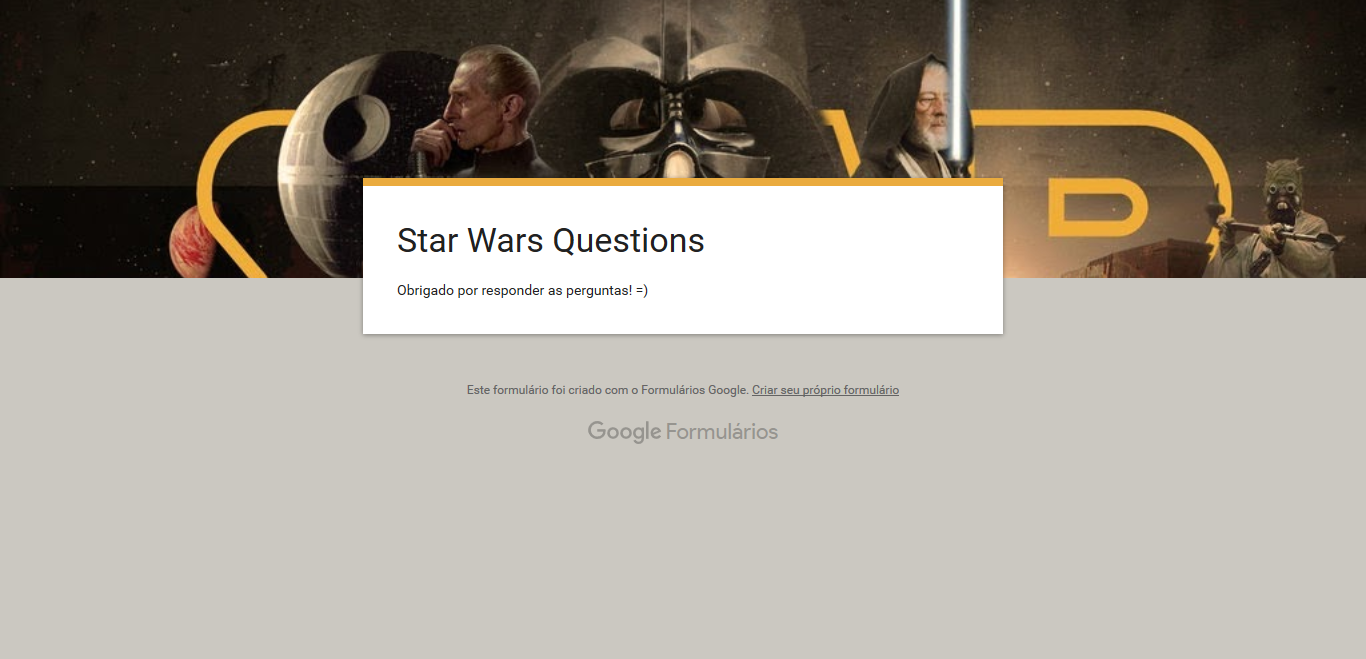 Star Wars Questions
Obrigado por responder as perguntas! =)
Este formulário foi criado com o Formulários Google. Criar seu próprio formulário
Google Formulários